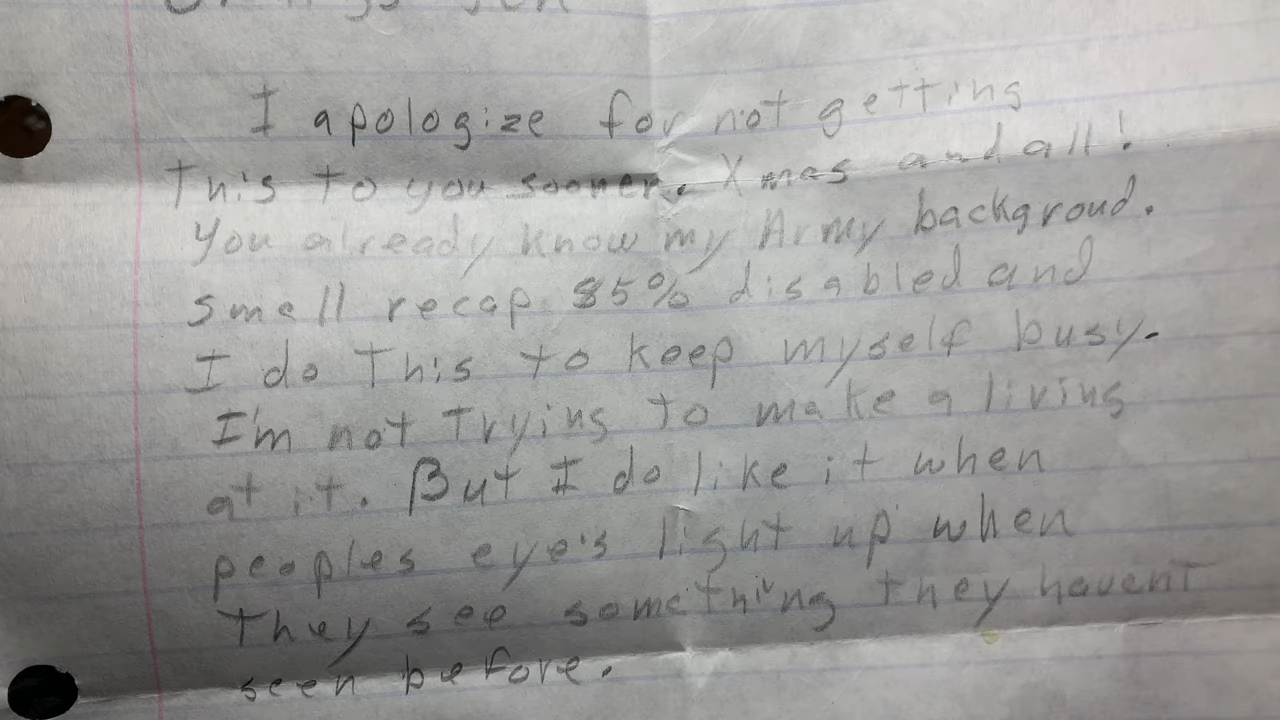 I apologize for not getting
this to you sooner. Xmas and all!
You already know my Army backgroud.
small recap 85% disabled and
I do This to keep myself busy.
I'm not Trying to make a living
at it. But I do like it when
peoples eye's light up when
They see something they havent
seen before.